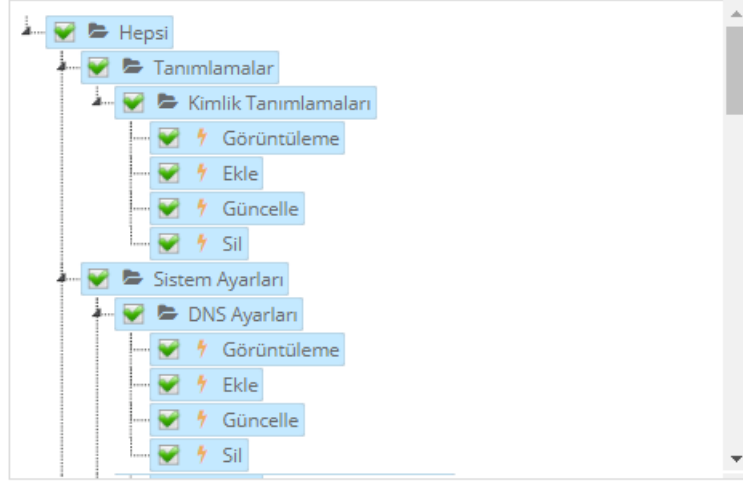 Hepsi
Tanımlamalar
Kimlik Tanımlamaları
Görüntüleme
Ekle
Güncelle
Sil
Sistem Ayarları
DNS Ayarları
Görüntüleme
Ekle
Güncelle
Sil